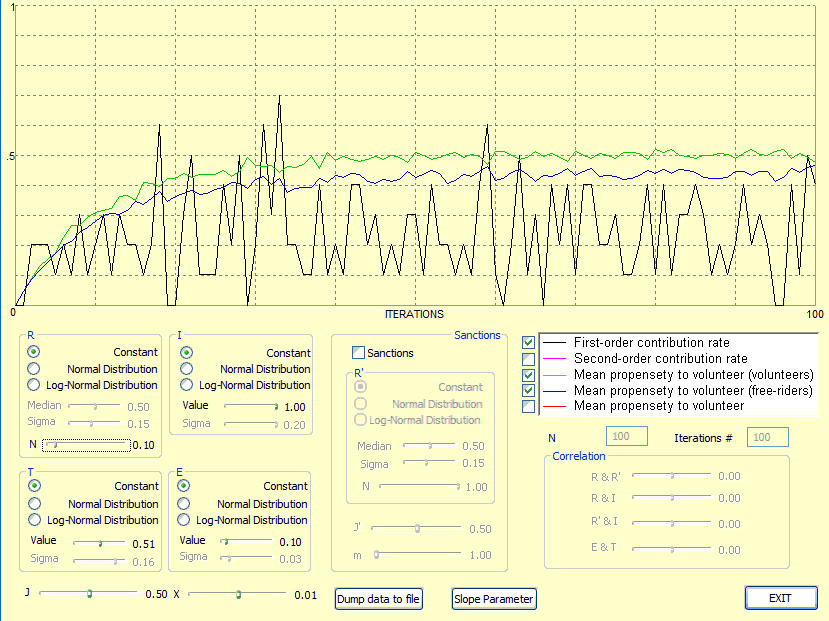 1
.5
0
ITERATIONS
100
R
Constant
Normal Distribution
Log-Normal Distribution
Median 0.50
Sigma 0.15
N 0.10
I
Constant
Normal Distribution
Log-Normal Distribution
Value 1.00
Sigma 0.20
T
Constant
Normal Distribution
Log-Normal Distribution
Value 0.51
Sigma 0.16
E
Constant
Normal Distribution
Log-Normal Distribution
Value 0.10
Sigma 0.03
J 0.50 X 0.01
Sanctions
Sanctions
R'
Constant
Normal Distribution
Log-Normal Distribution
Median 0.50
Sigma 0.15
N 1.00
J' 0.50
m 1.00
Dump data to file
Slope Parameter
First-order contribution rate
Second-order contribution rate
Mean propensety to volunteer (volunteers)
Mean propensety to volunteer (free-riders)
Mean propensety to volunteer
N 100 Iterations # 100
Correlation
R & R' 0.00
R & I 0.00
R' & I 0.00
E & T 0.00
EXIT